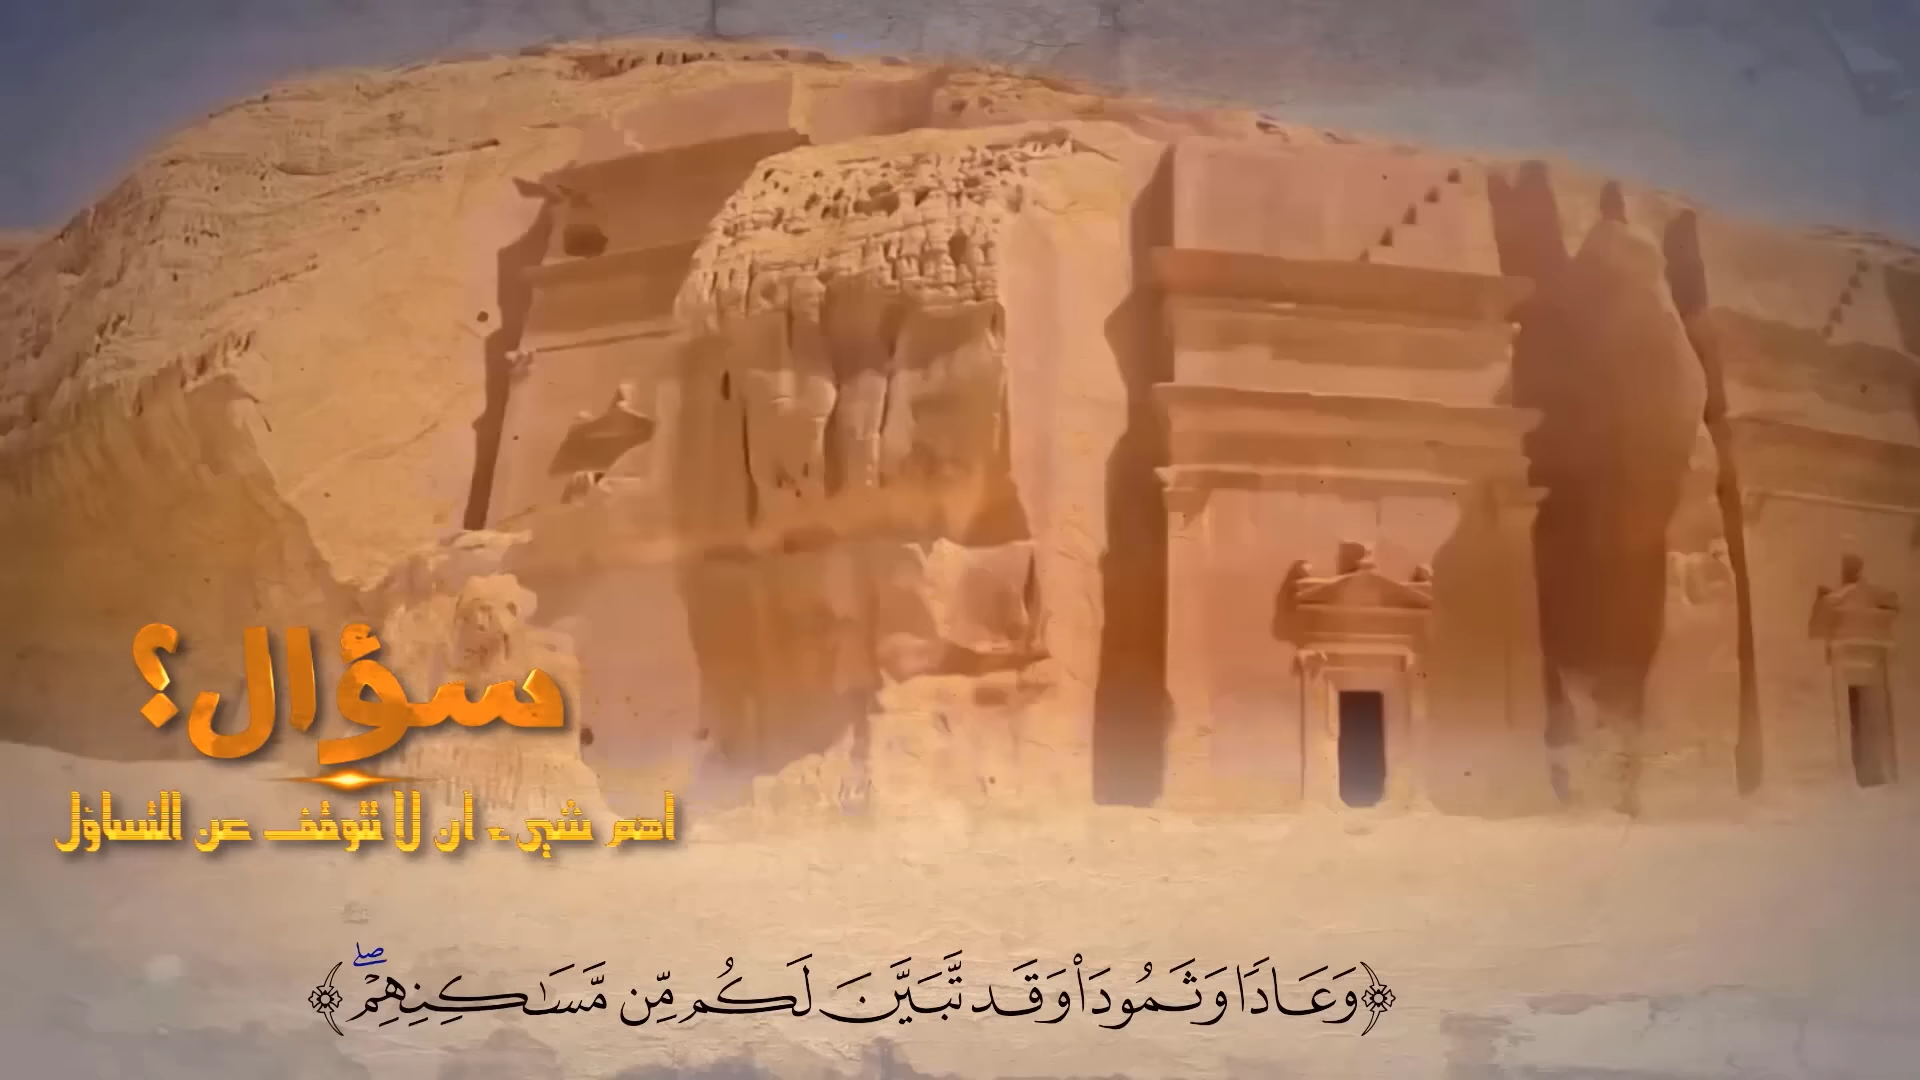 سؤال؟
أهم شيء أن لا تتوقف عن التساؤل
﴿وَعَادًا وَثَمُودَا۟ وَقَد تَّبَيَّنَ لَكُم مِّن مَّسَـٰكِنِهِمْ ۖ﴾